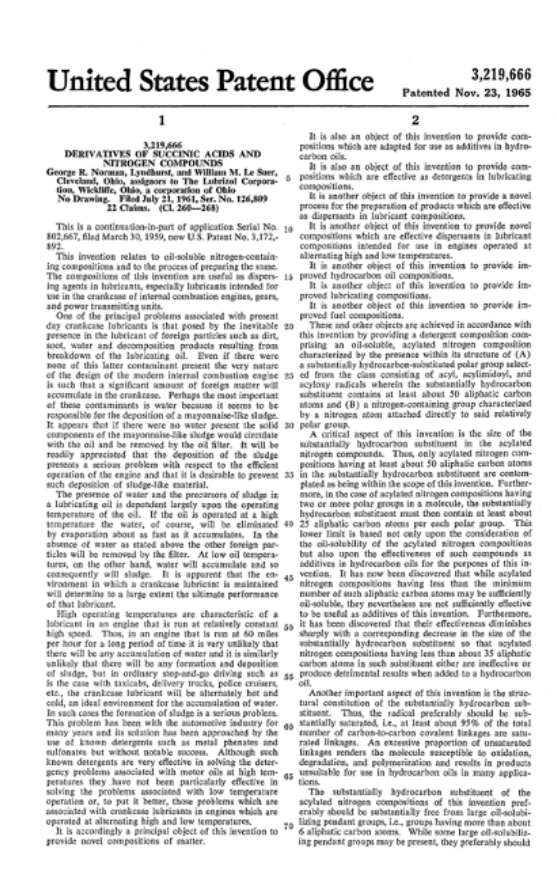 United States Patent Office
3,219,666
Patented Nov. 23, 1965
1
3,219,666
DERIVATIVES OF SUCCINIC ACIDS AND
NITROGEN COMPOUNDS
George R. Norman, Lyndhurst, and William M. Le Suer,
Cleveland, Ohio, assignors to The Lubrizol Corpora-
tion, Wickliffe, Ohio, a corporation of Ohio
No Drawing. Filed July 21, 1961, Ser. No. 126,809
22 Claims. (Cl. 260—268)
This is a continuation-in-part of application Serial No.
802,667, filed March 30, 1959, now U.S. Patent No. 3,172,-
892.
This invention relates to oil-soluble nitrogen-contain-
ing compositions and to the process of preparing the same.
The compositions of this invention are useful as dispers-
ing agents in lubricants, especially lubricants intended for
use in the crankcase of internal combustion engines, gears,
and power transmitting units.
One of the principal problems associated with present
day crankcase lubricants is that posed by the inevitable
presence in the lubricant of foreign particles such as dirt,
soot, water and decomposition products resulting from
breakdown of the lubricating oil. Even if there were
none of this latter contaminant present the very nature
of the design of the modern internal combustion engine
is such that a significant amount of foreign matter will
accumulate in the crankcase. Perhaps the most important
of these contaminants is water because it seems to be
responsible for the deposition of a mayonnaise-like sludge.
It appears that if there were no water present the solid
components of the mayonnaise-like sludge would circulate
with the oil and be removed by the oil filter. It will be
readily appreciated that the deposition of the sludge
presents a serious problem with respect to the efficient
operation of the engine and that it is desirable to prevent
such deposition of sludge-like material.
The presence of water and the precursors of sludge in
a lubricating oil is dependent largely upon the operating
temperature of the oil. If the oil is operated at a high
temperature the water, of course, will be eliminated
by evaporation about as fast as it accumulates. In the
absence of water as stated above the other foreign par-
ticles will be removed by the filter. At low oil tempera-
tures, on the other hand, water will accumulate and so
consequently will sludge. It is apparent that the en-
vironment in which a crankcase lubricant is maintained
will determine to a large extent the ultimate performance
of that lubricant.
High operating temperatures are characteristic of a
lubricant in an engine that is run at relatively constant
high speed. Thus, in an engine that is run at 60 miles
per hour for a long period of time it is very unlikely that
there will be any accumulation of water and it is similarly
unlikely that there will be any formation and deposition
of sludge, but in ordinary stop-and-go driving such as
is the case with taxicabs, delivery trucks, police cruisers,
etc., the crankcase lubricant will be alternately hot and
cold, an ideal environment for the accumulation of water.
In such cases the formation of sludge is a serious problem.
This problem has been with the automotive industry for
many years and its solution has been approached by the
use of known detergents such as metal phenates and
sulfonates but without notable success. Although such
known detergents are very effective in solving the deter-
gency problems associated with motor oils at high tem-
peratures they have not been particularly effective in
solving the problems associated with low temperature
operation or, to put it better, those problems which are
associated with crankcase lubricants in engines which are
operated at alternating high and low temperatures.
It is accordingly a principal object of this invention to
provide novel compositions of matter.
5
10
15
20
25
30
35
40
45
50
55
60
65
70
2
It is also an object of this invention to provide com-
positions which are adapted for use as additives in hydro-
carbon oils.
It is also an object of this invention to provide com-
positions which are effective as detergents in lubricating
compositions.
It is another object of this invention to provide a novel
process for the preparation of products which are effective
as dispersants in lubricant compositions.
It is another object of this invention to provide novel
compositions which are effective dispersants in lubricant
compositions intended for use in engines operated at
alternating high and low temperatures.
It is another object of this invention to provide im-
proved hydrocarbon oil compositions.
It is another object of this invention to provide im-
proved lubricating compositions.
It is another object of this invention to provide im-
proved fuel compositions.
These and other objects are achieved in accordance with
this invention by providing a detergent composition com-
prising an oil-soluble, acylated nitrogen composition
characterized by the presence within its structure of (A)
a substantially hydrocarbon-substituted polar group select-
ed from the class consisting of acyl, acylimidoyl, and
acyloxy radicals wherein the substantially hydrocarbon
substituent contains at least about 50 aliphatic carbon
atoms and (B) a nitrogen-containing group characterized
by a nitrogen atom attached directly to said relatively
polar group.
A critical aspect of this invention is the size of the
substantially hydrocarbon substituent in the acylated
nitrogen compounds. Thus, only acylated nitrogen com-
positions having at least about 50 aliphatic carbon atoms
in the substantially hydrocarbon substituent are contem-
plated as being within the scope of this invention. Further-
more, in the case of acylated nitrogen compositions having
two or more polar groups in a molecule, the substantially
hydrocarbon substituent must then contain at least about
25 aliphatic carbon atoms per each polar group. This
lower limit is based not only upon the consideration of
the oil-solubility of the acylated nitrogen compositions
but also upon the effectiveness of such compounds as
additives in hydrocarbon oils for the purposes of this in-
vention. It has now been discovered that while acylated
nitrogen compositions having less than the minimum
number of such aliphatic carbon atoms may be sufficiently
oil-soluble, they nevertheless are not sufficiently effective
to be useful as additives of this invention. Furthermore,
it has been discovered that their effectiveness diminishes
sharply with a corresponding decrease in the size of the
substantially hydrocarbon substituent so that acylated
nitrogen compositions having less than about 35 aliphatic
carbon atoms in such substituent either are ineffective or
produce detrimental results when added to a hydrocarbon
oil.
Another important aspect of this invention is the struc-
tural constitution of the substantially hydrocarbon sub-
stituent. Thus, the radical preferably should be sub-
stantially saturated, i.e., at least about 95% of the total
number of carbon-to-carbon covalent linkages are satu-
rated linkages. An excessive proportion of unsaturated
linkages renders the molecule susceptible to oxidation,
degradation, and polymerization and results in products
unsuitable for use in hydrocarbon oils in many applica-
tions.
The substantially hydrocarbon substituent of the
acylated nitrogen compositions of this invention pref-
erably should be substantially free from large oil-solubi-
lizing pendant groups, i.e., groups having more than about
6 aliphatic carbon atoms. While some large oil-solubiliz-
ing pendant groups may be present, they preferably should